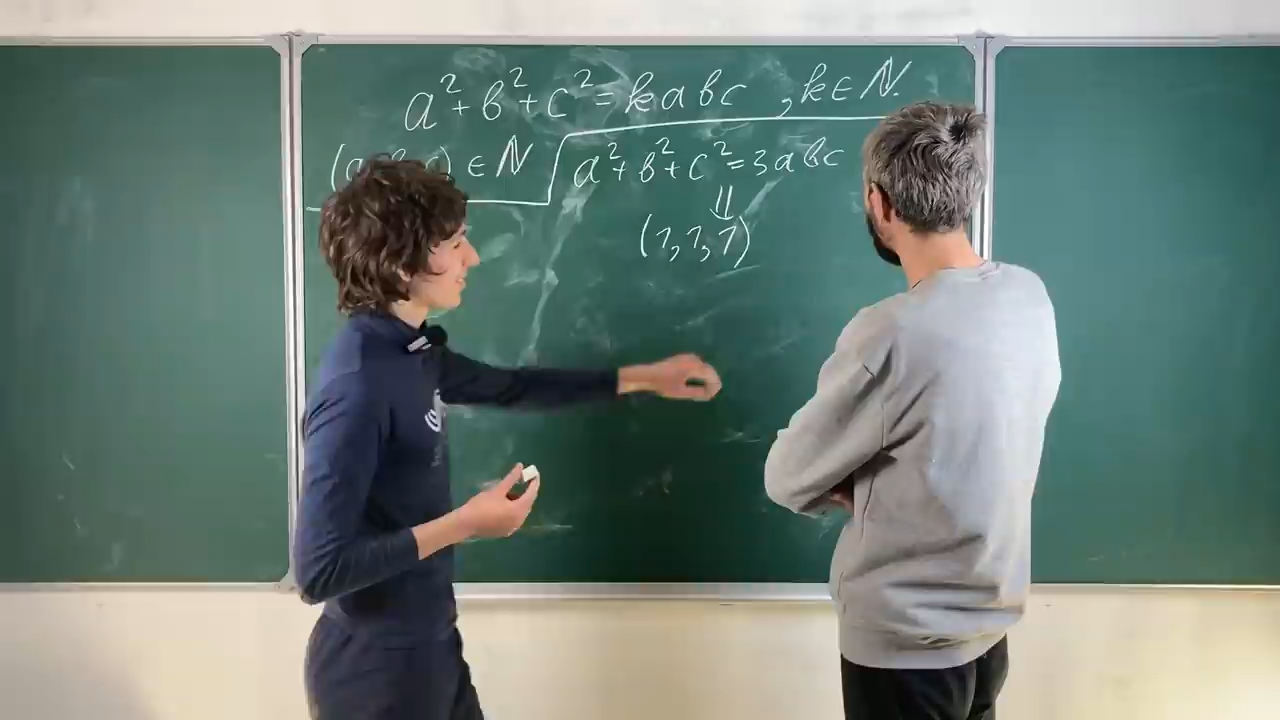 a²+b²+c²=kabc, k∈ℕ.
∈ℕ
a²+b²+c²=3abc
⇓
(1,1,1)